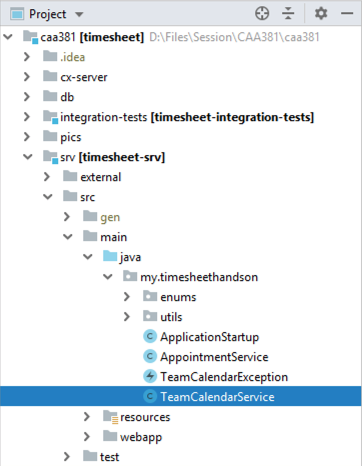 Project
caa381 [timesheet] D:\Files\Session\CAA381\caa381
.idea
cx-server
db
integration-tests [timesheet-integration-tests]
pics
srv [timesheet-srv]
external
src
gen
main
java
my.timesheethandson
enums
utils
ApplicationStartup
AppointmentService
TeamCalendarException
TeamCalendarService
resources
webapp
test